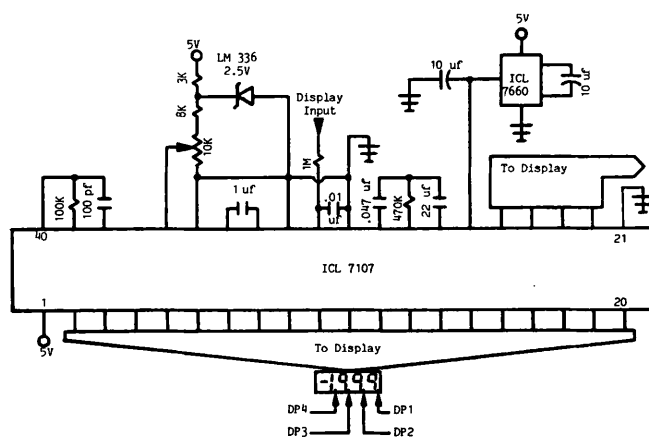 5V
5V
LM 336
2.5V
3K
8K
10K
Display
Input
1M
10 uf
ICL
7660
10 uf
To Display
100K
100 pf
1 uf
.01
uf
.047 uf
470K
22 uf
40
21
ICL 7107
1
20
5V
To Display
-1999
DP4
DP1
DP3
DP2